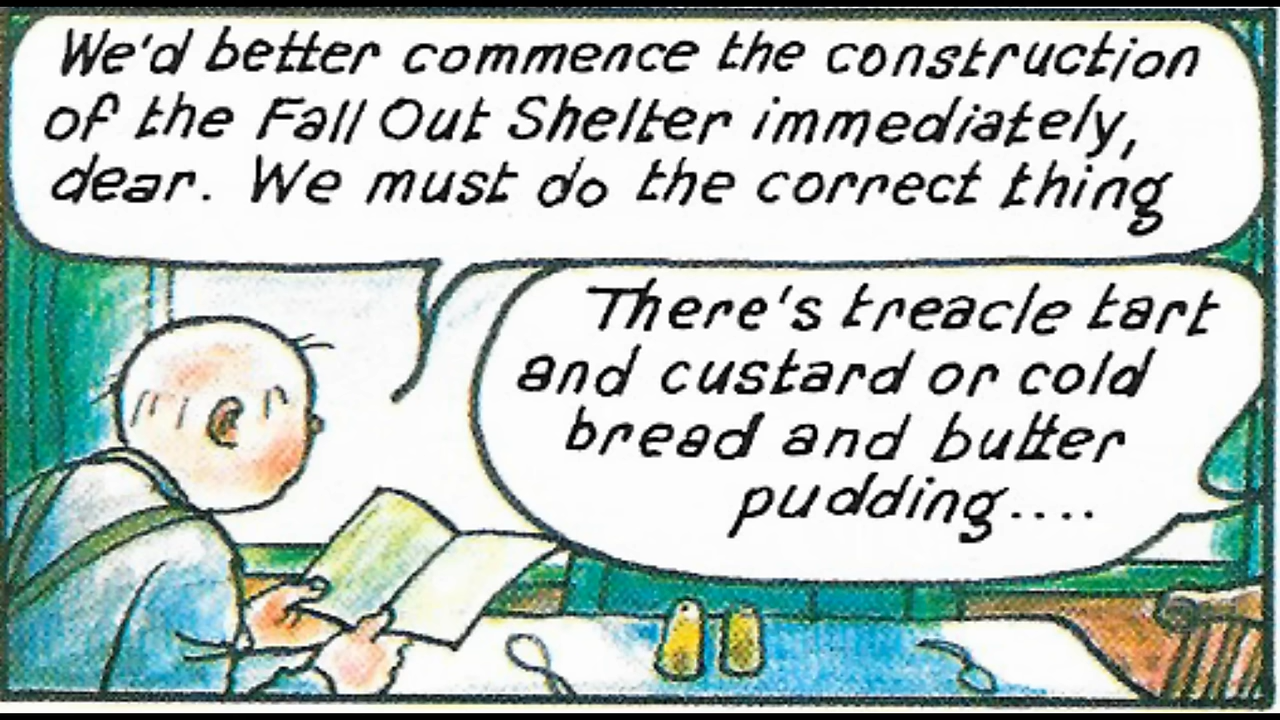 We'd better commence the construction
of the Fall Out Shelter immediately,
dear. We must do the correct thing
There's treacle tart
and custard or cold
bread and butter
pudding....